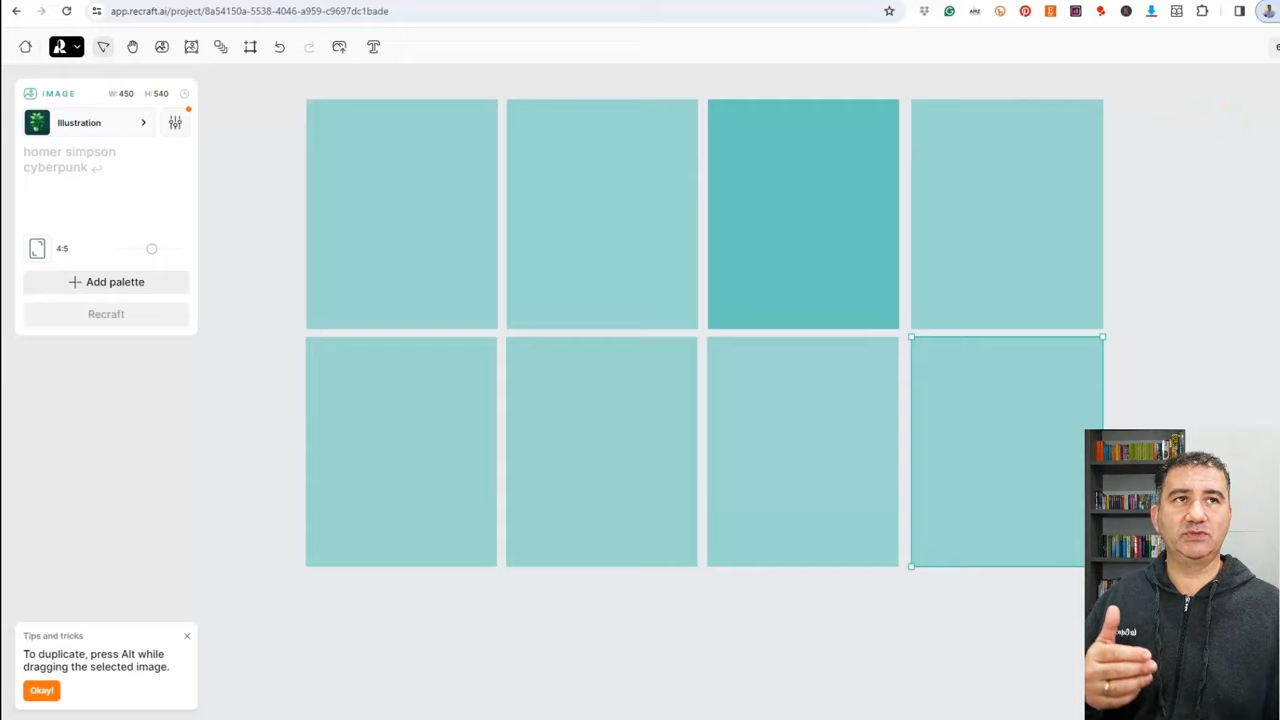 app.recraft.ai/project/8a54150a-5538-4046-a959-c9697dc1bade
IMAGE W: 450 H: 540
Illustration
homer simpson
cyberpunk
4:5
Add palette
Recraft
Tips and tricks
To duplicate, press Alt while
dragging the selected image.
Okay!